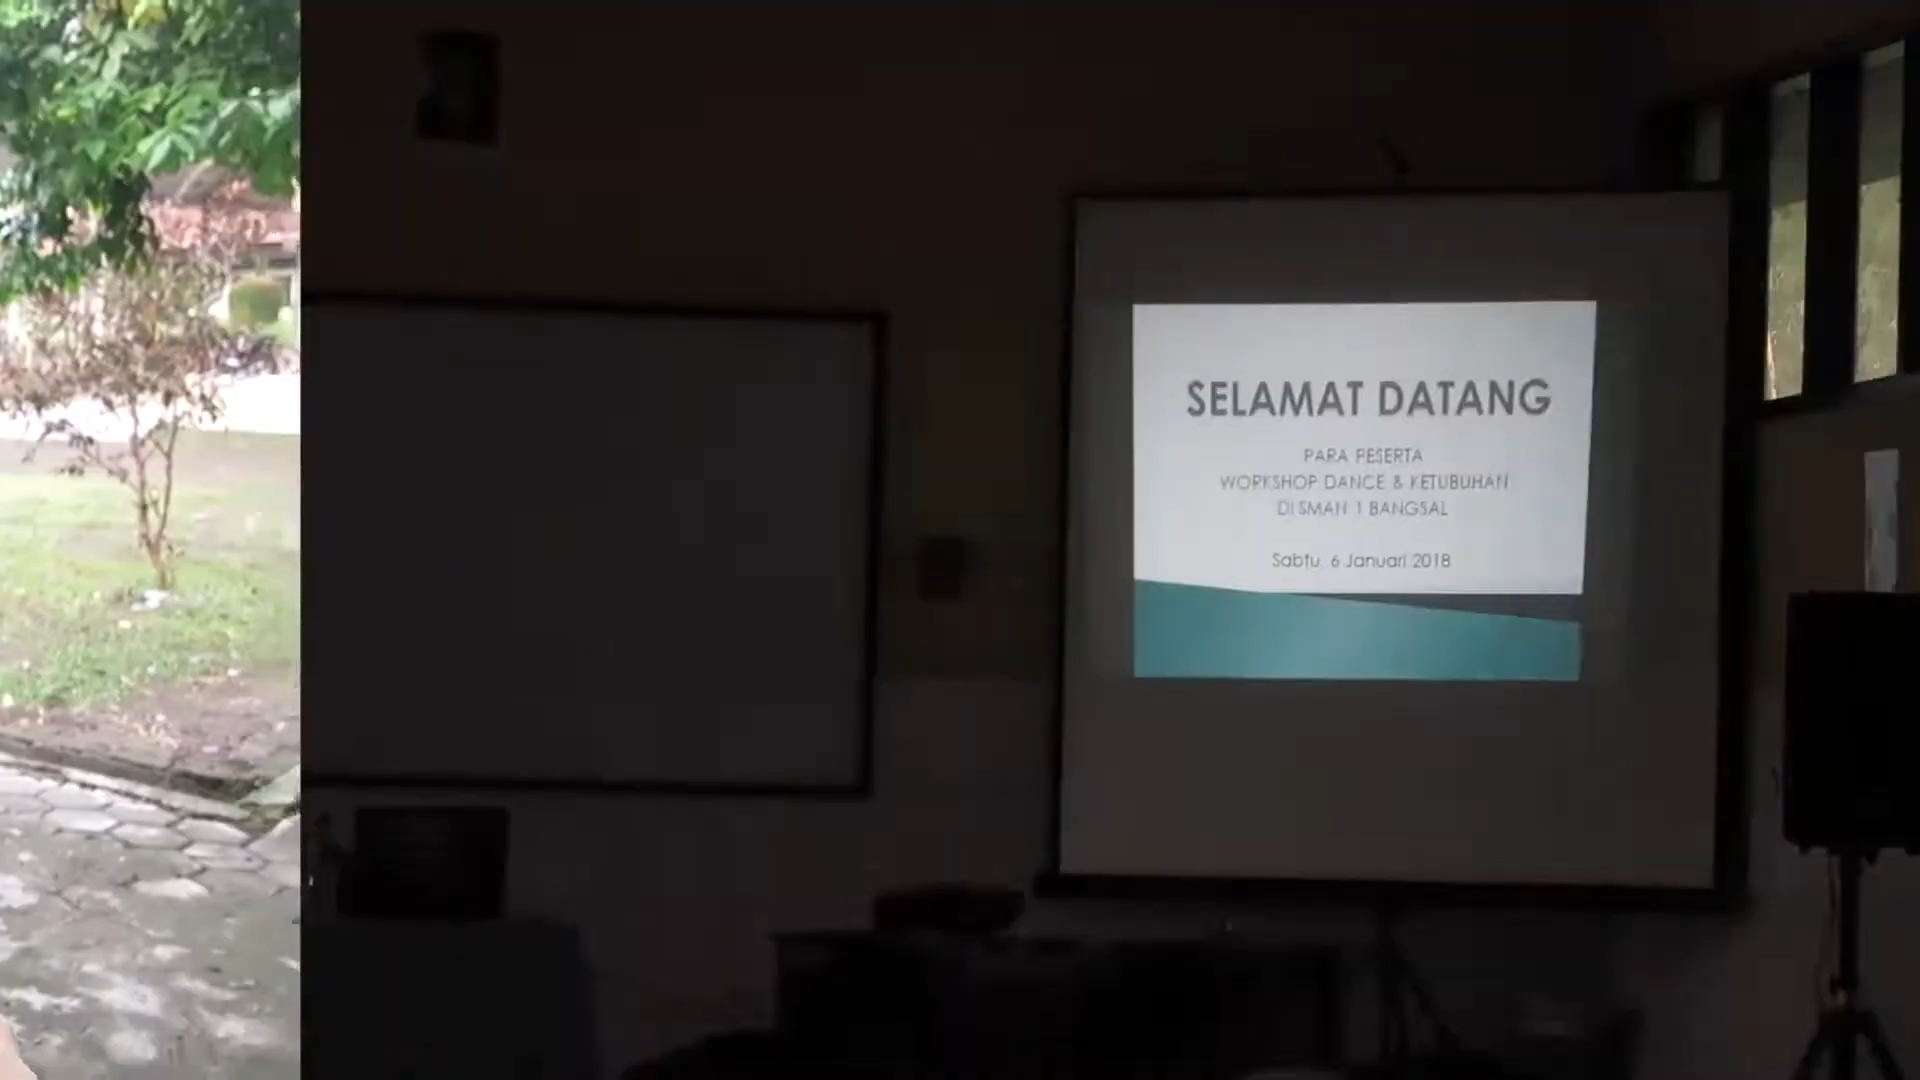 SELAMAT DATANG
PARA PESERTA
WORKSHOP DANCE & KETUBUHAN
DI SMAN 1 BANGSAL
Sabtu, 6 Januari 2018